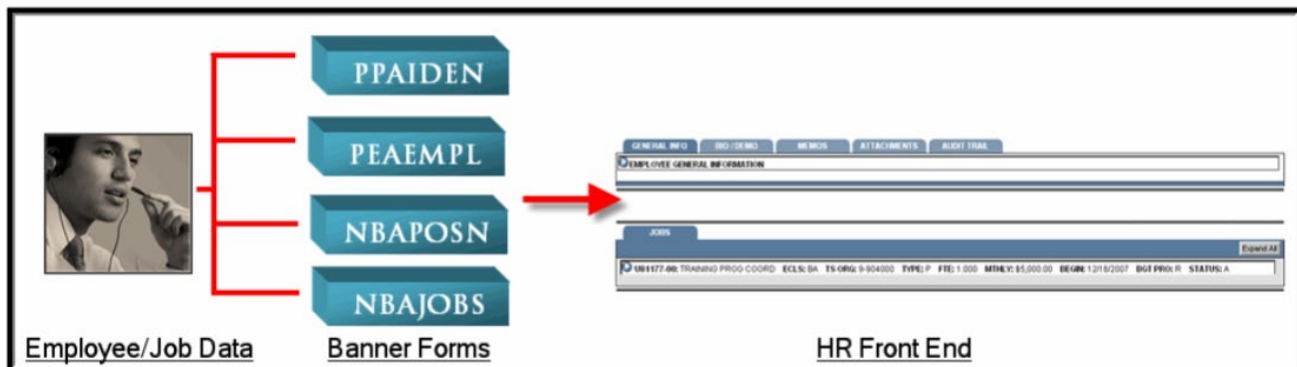 PPAIDEN
PEAEMPL
NBAPOSN
NBAJOBS
GENERAL INFO BIO / DEMO MEMOS ATTACHMENTS AUDIT TRAIL
EMPLOYEE GENERAL INFORMATION
JOBS
Expand All
U81177-00: TRAINING PROG COORD ECLS: BA TS ORG: 9-904000 TYPE: P FTE: 1.000 MTHLY: $5,000.00 BEGIN: 12/18/2007 BGT PRO: R STATUS: A
Employee/Job Data Banner Forms HR Front End